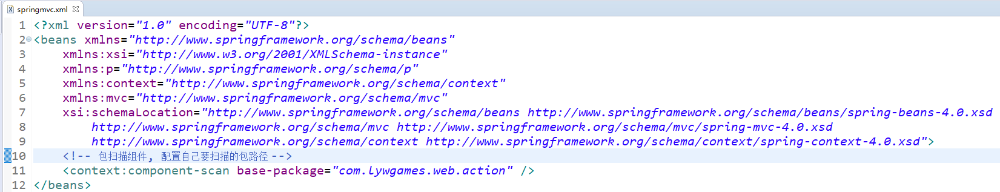 springmvc.xml
1 <?xml version="1.0" encoding="UTF-8"?>
2 <beans xmlns="http://www.springframework.org/schema/beans"
3 xmlns:xsi="http://www.w3.org/2001/XMLSchema-instance"
4 xmlns:p="http://www.springframework.org/schema/p"
5 xmlns:context="http://www.springframework.org/schema/context"
6 xmlns:mvc="http://www.springframework.org/schema/mvc"
7 xsi:schemaLocation="http://www.springframework.org/schema/beans http://www.springframework.org/schema/beans/spring-beans-4.0.xsd
8 http://www.springframework.org/schema/mvc http://www.springframework.org/schema/mvc/spring-mvc-4.0.xsd
9 http://www.springframework.org/schema/context http://www.springframework.org/schema/context/spring-context-4.0.xsd">
10 <!-- 包扫描组件, 配置自己要扫描的包路径 -->
11 <context:component-scan base-package="com.lywgames.web.action" />
12 </beans>